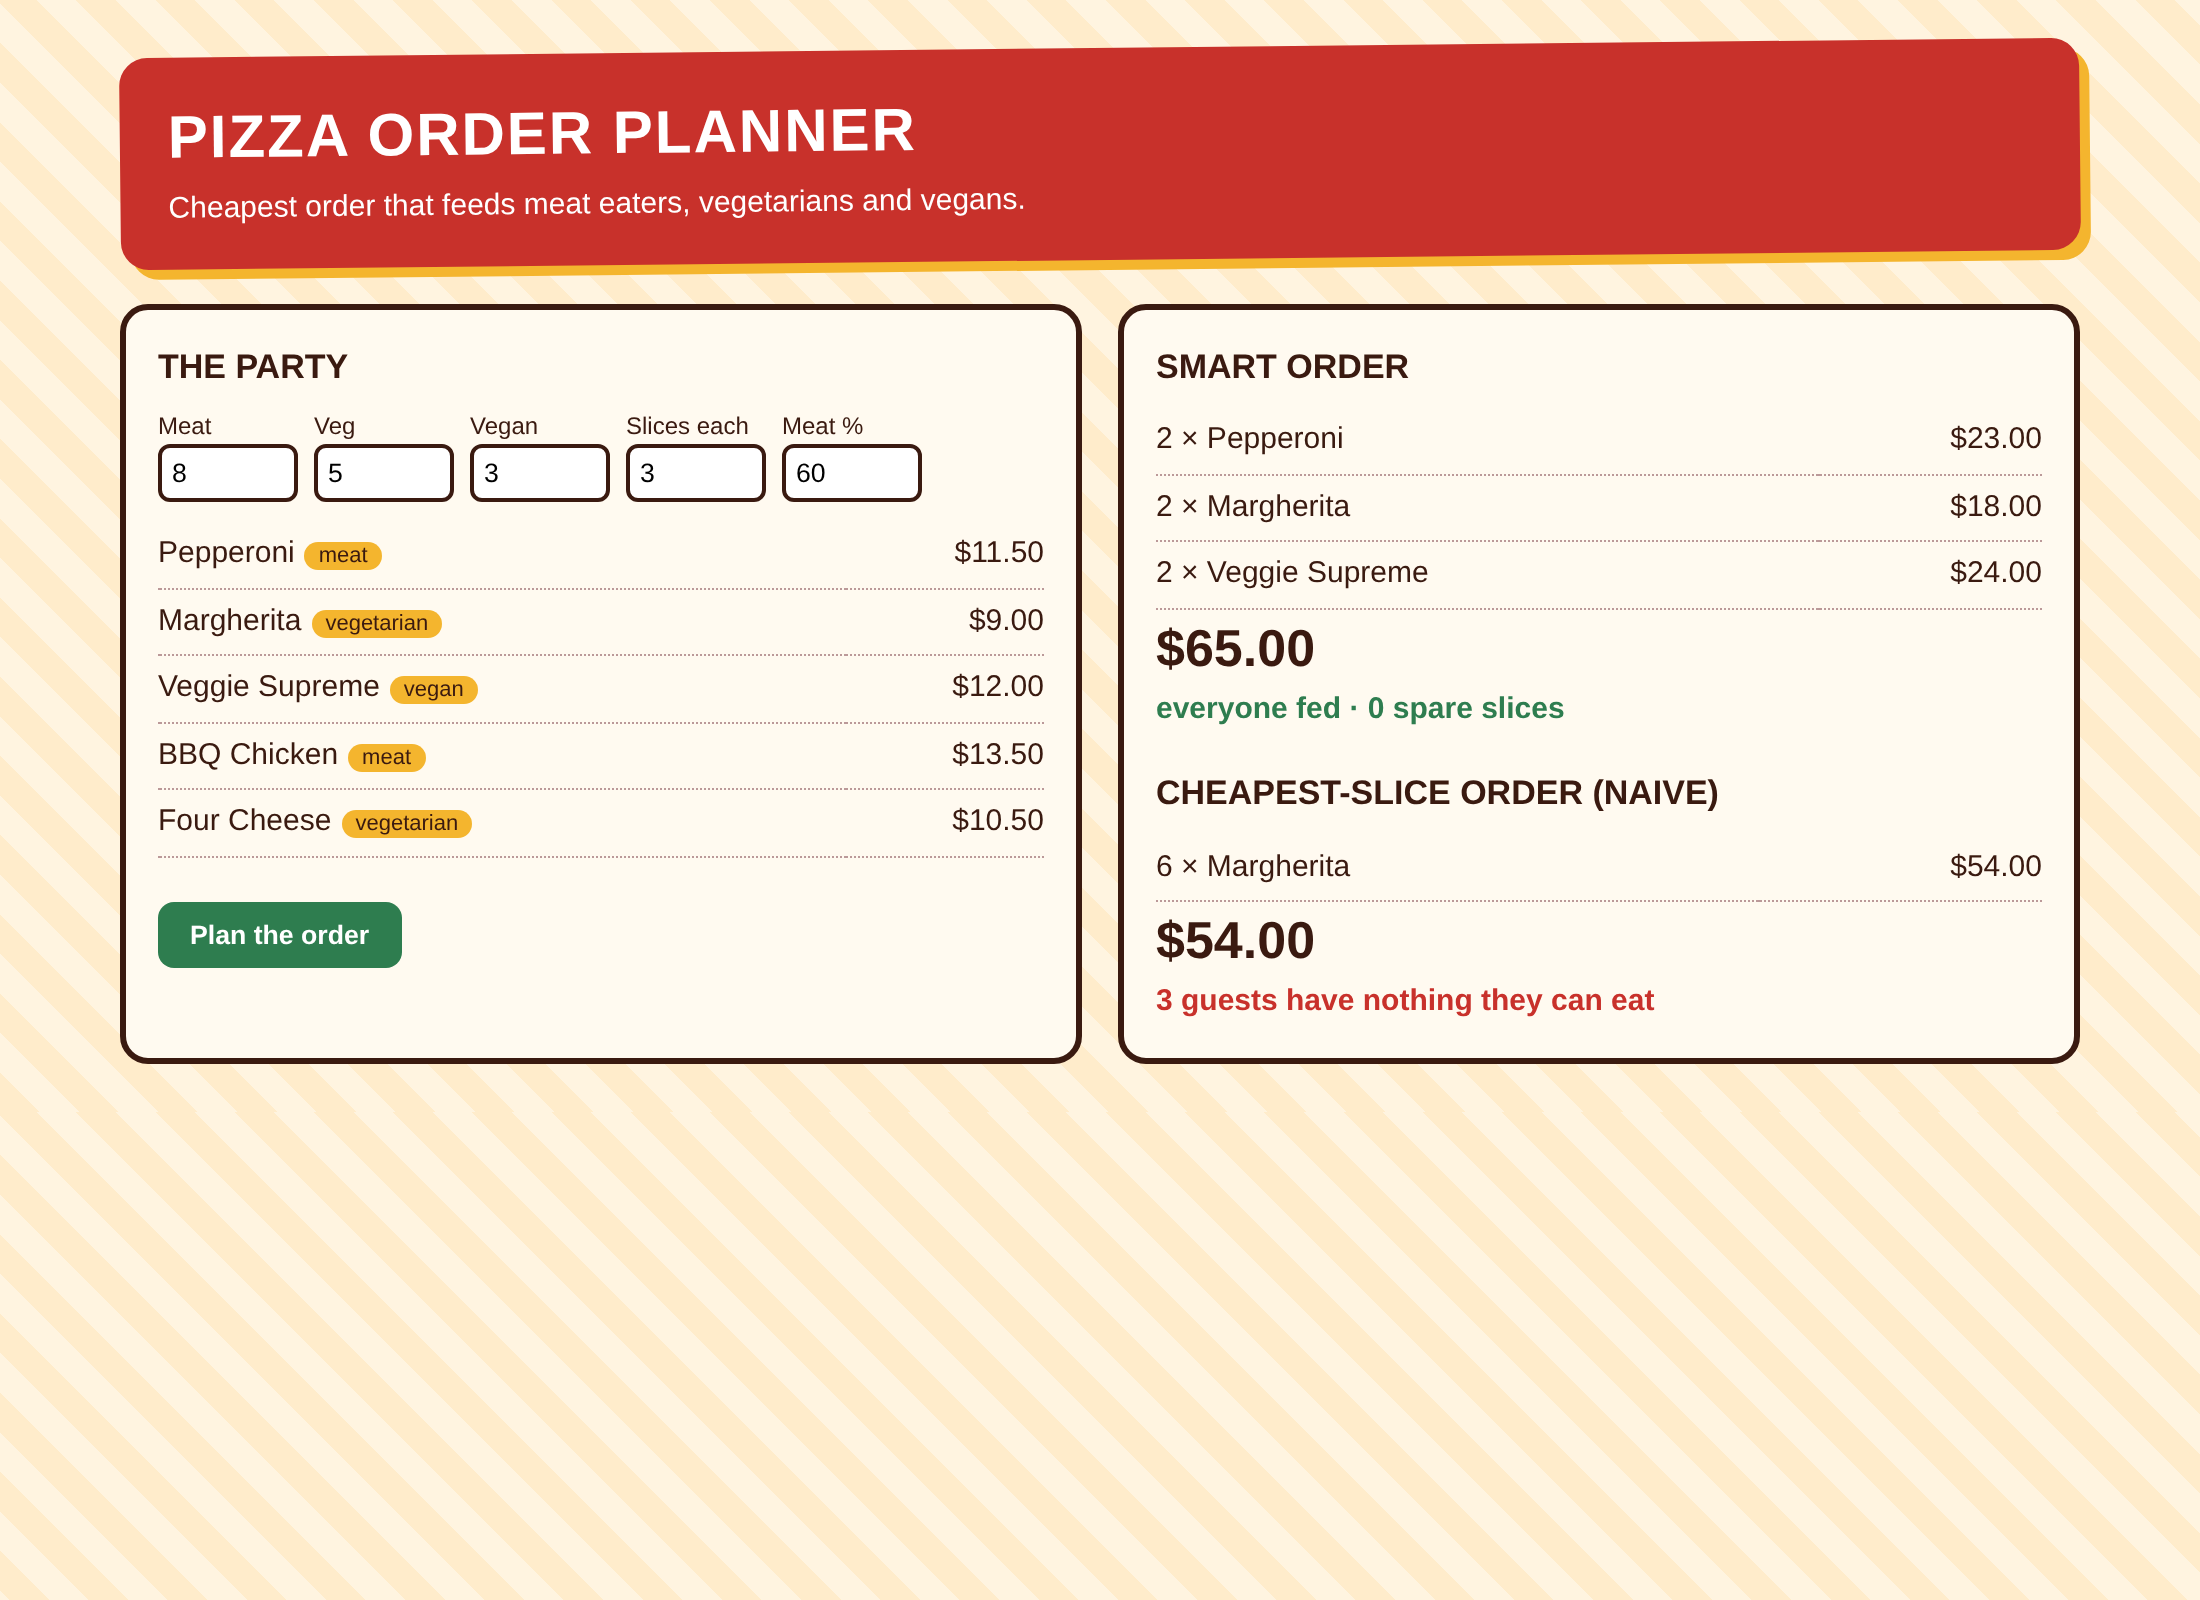 PIZZA ORDER PLANNER
Cheapest order that feeds meat eaters, vegetarians and vegans.
THE PARTY
Meat Veg Vegan Slices each Meat %
8 5 3 3 60
Pepperoni meat $11.50
Margherita vegetarian $9.00
Veggie Supreme vegan $12.00
BBQ Chicken meat $13.50
Four Cheese vegetarian $10.50
Plan the order
SMART ORDER
2 × Pepperoni $23.00
2 × Margherita $18.00
2 × Veggie Supreme $24.00
$65.00
everyone fed · 0 spare slices
CHEAPEST-SLICE ORDER (NAIVE)
6 × Margherita $54.00
$54.00
3 guests have nothing they can eat